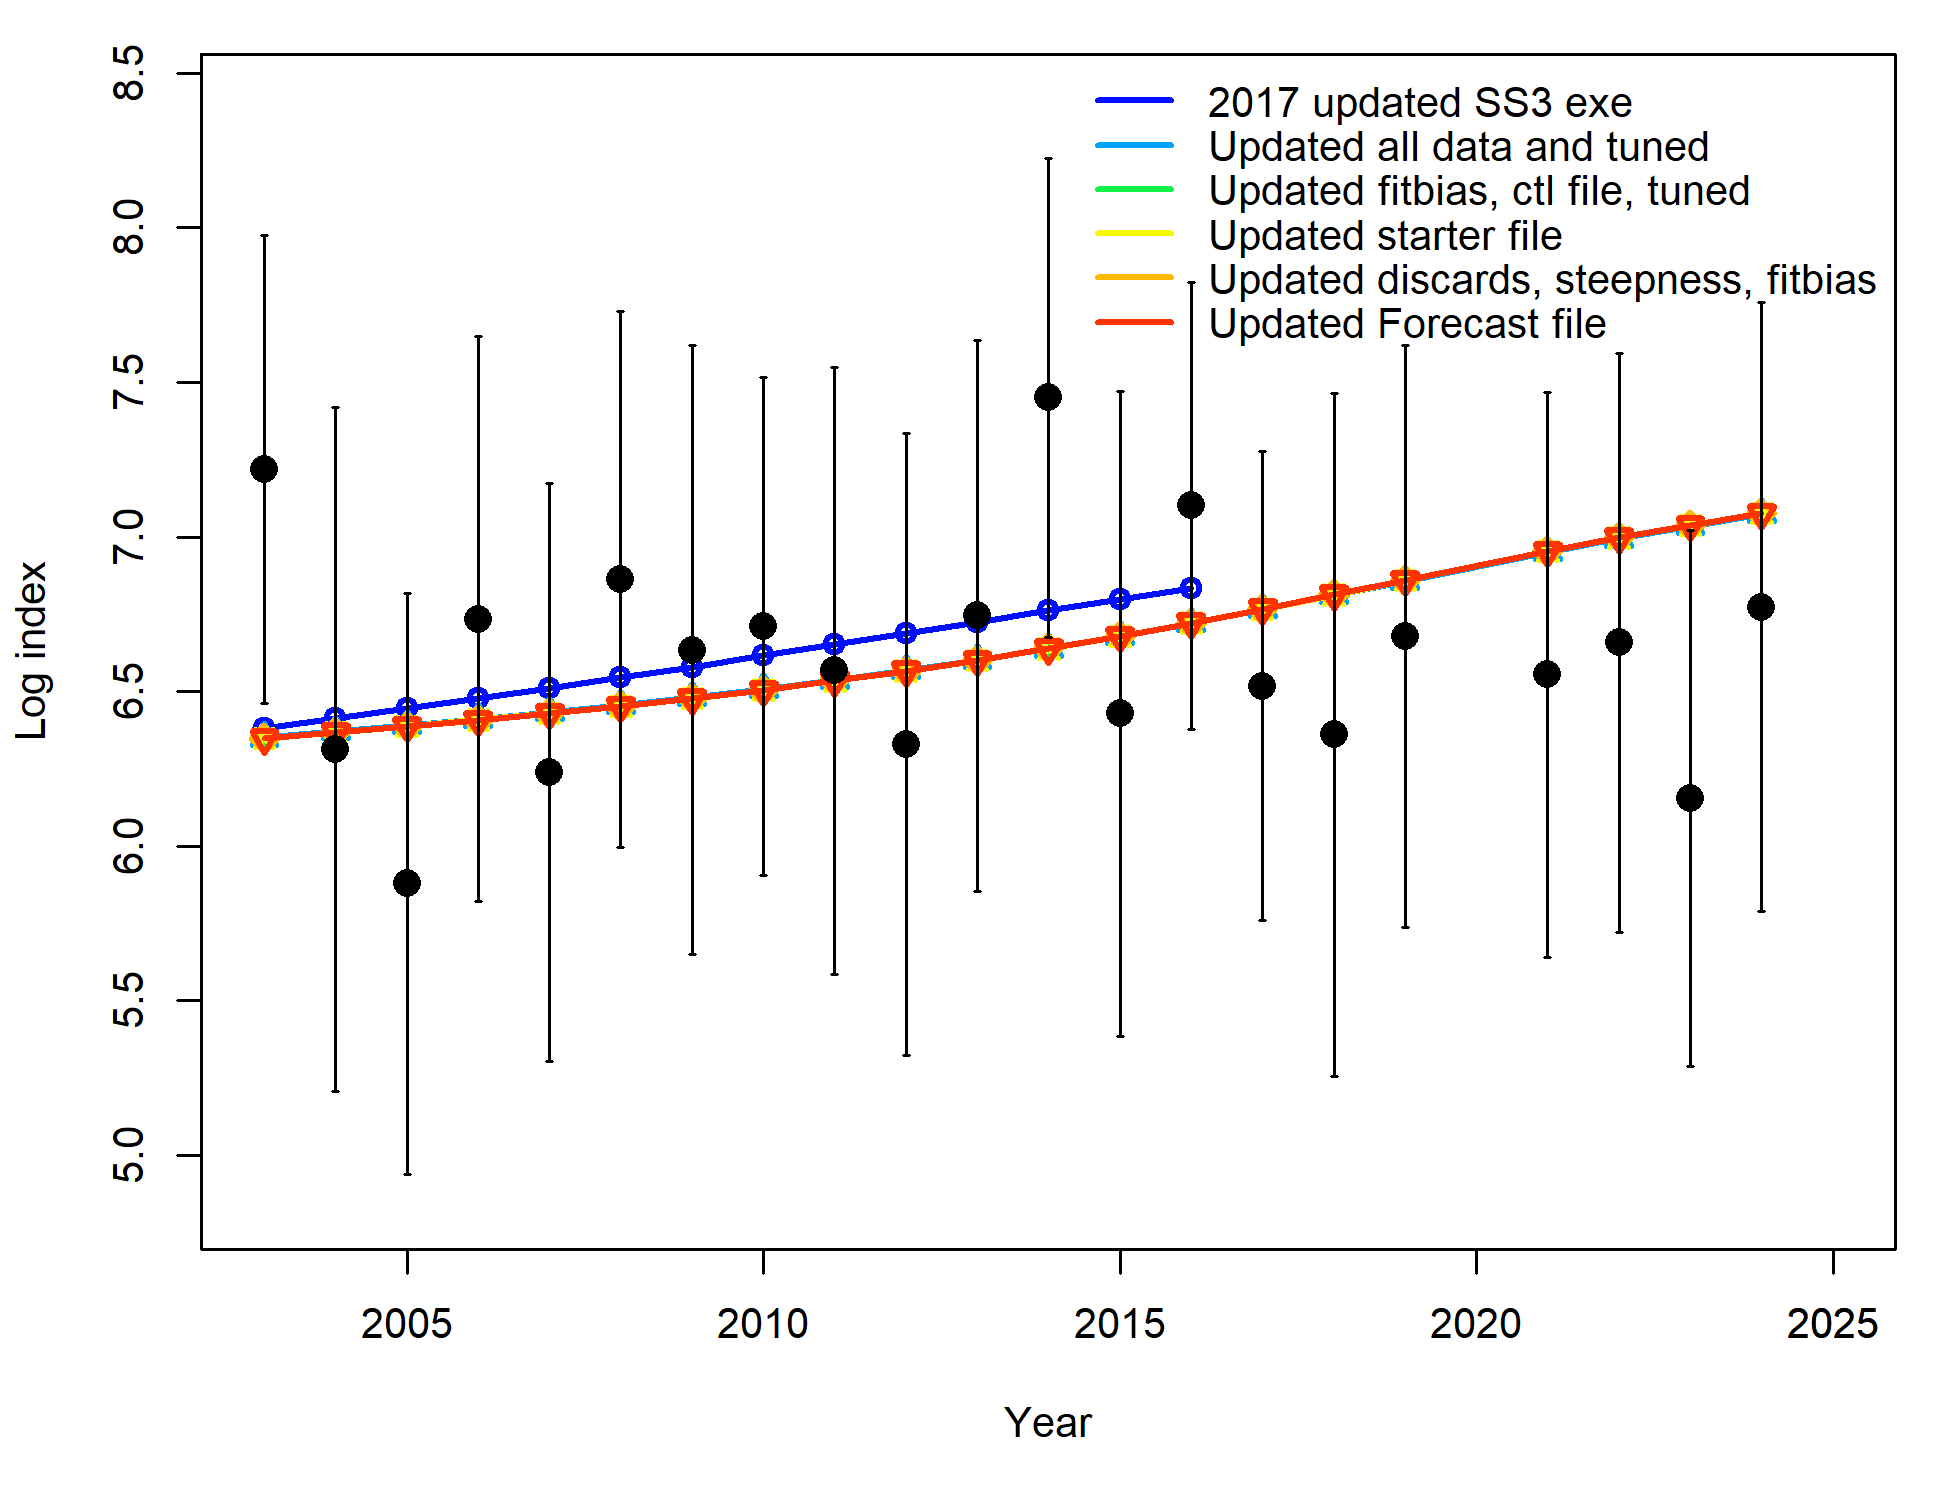 8.5
8.0
7.5
7.0
6.5
6.0
5.5
5.0
Log index
2017 updated SS3 exe
Updated all data and tuned
Updated fitbias, ctl file, tuned
Updated starter file
Updated discards, steepness, fitbias
Updated Forecast file
2005
2010
2015
2020
2025
Year